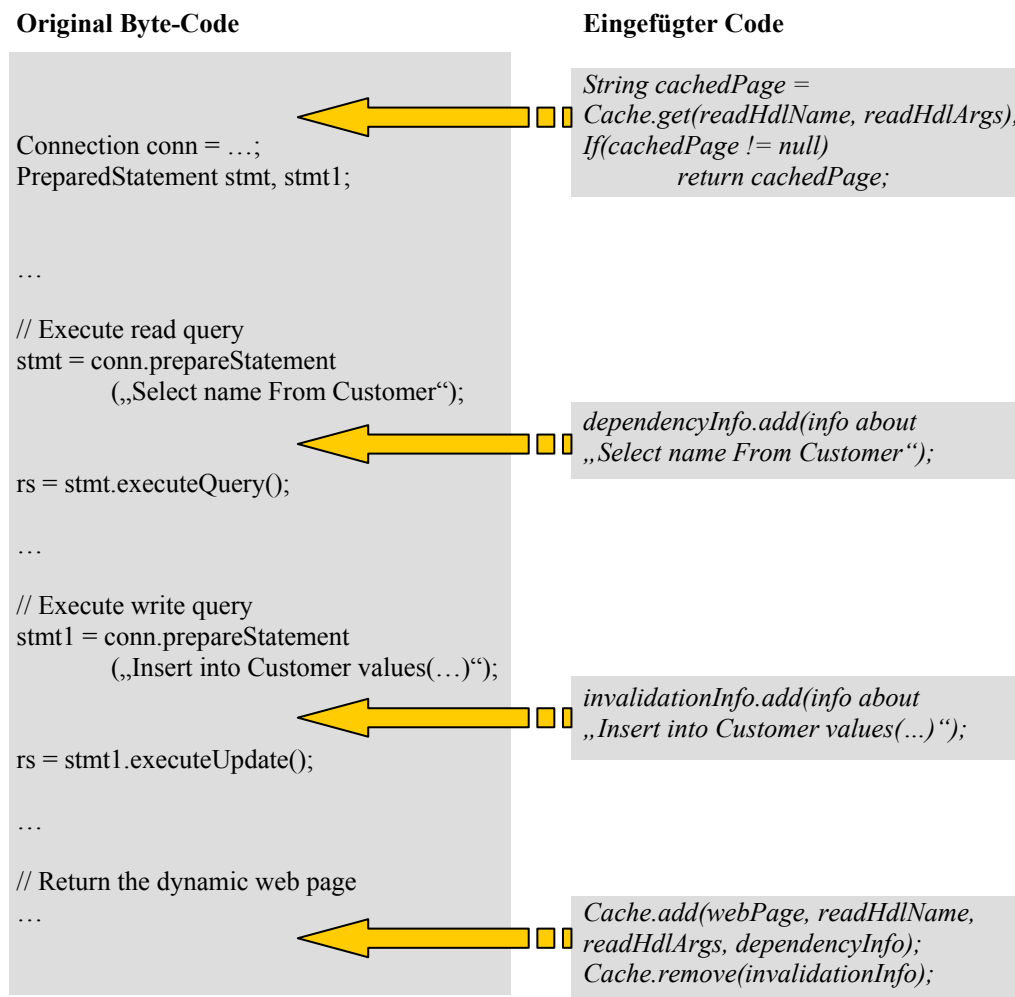 Original Byte-Code
Connection conn = …;
PreparedStatement stmt, stmt1;
…
// Execute read query
stmt = conn.prepareStatement
(„Select name From Customer“);
rs = stmt.executeQuery();
…
// Execute write query
stmt1 = conn.prepareStatement
(„Insert into Customer values(…)“);
rs = stmt1.executeUpdate();
…
// Return the dynamic web page
…
Eingefügter Code
String cachedPage =
Cache.get(readHdlName, readHdlArgs);
If(cachedPage != null)
return cachedPage;
dependencyInfo.add(info about
„Select name From Customer“);
invalidationInfo.add(info about
„Insert into Customer values(…)“);
Cache.add(webPage, readHdlName,
readHdlArgs, dependencyInfo);
Cache.remove(invalidationInfo);